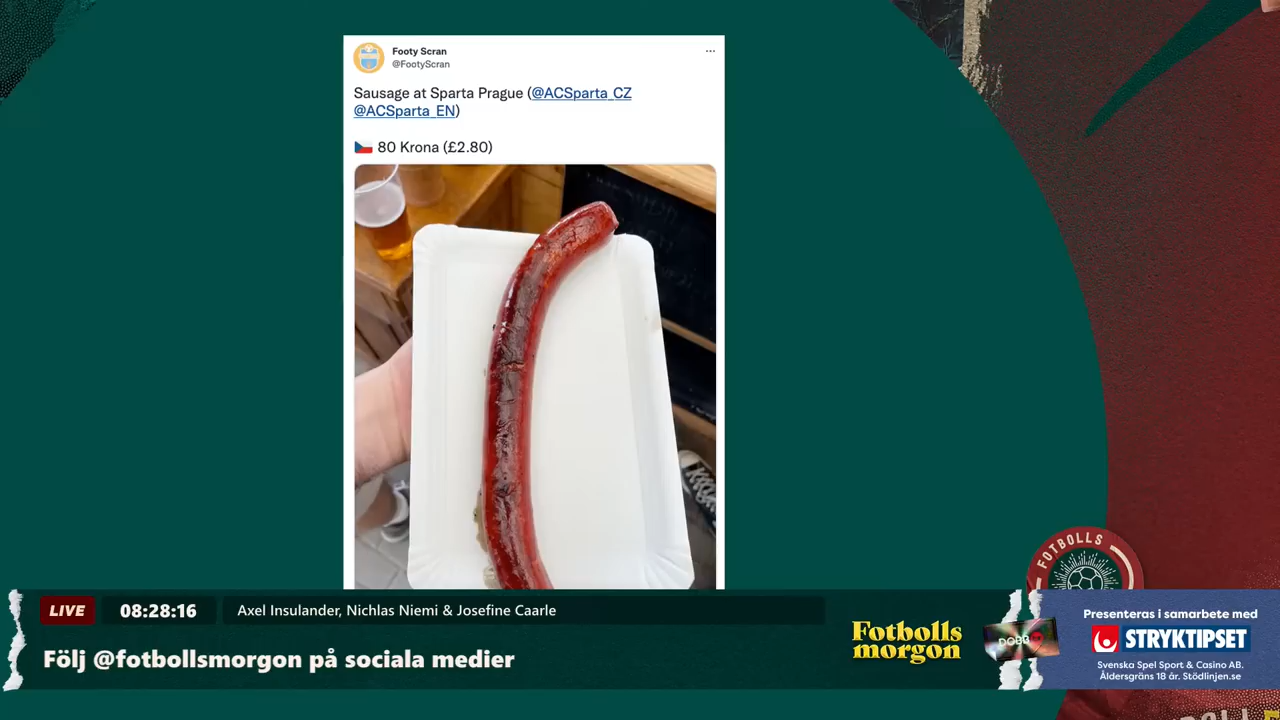 Footy Scran
@FootyScran
Sausage at Sparta Prague (@ACSparta_CZ
@ACSparta_EN)
80 Krona (£2.80)
FOTBOLLS
LIVE
08:28:16
Axel Insulander, Nichlas Niemi & Josefine Caarle
Följ @fotbollsmorgon på sociala medier
Fotbolls
morgon
Presenteras i samarbete med
STRYKTIPSET
Svenska Spel Sport & Casino AB.
Åldersgräns 18 år. Stödlinjen.se